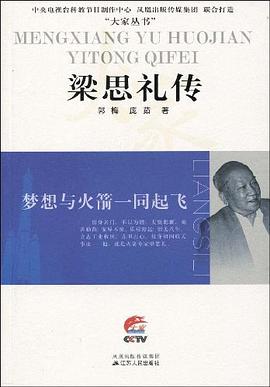 中央电视台科教节目制作中心 凤凰出版传媒集团 联合打造
“大家丛书”
MENGXIANG YU HUOJIAN
YITONG QIFEI
梁思礼传
郭梅 庞茹 著
LIANGSILI
梦想与火箭一同起飞
CCTV
凤凰出版传媒集团
江苏人民出版社